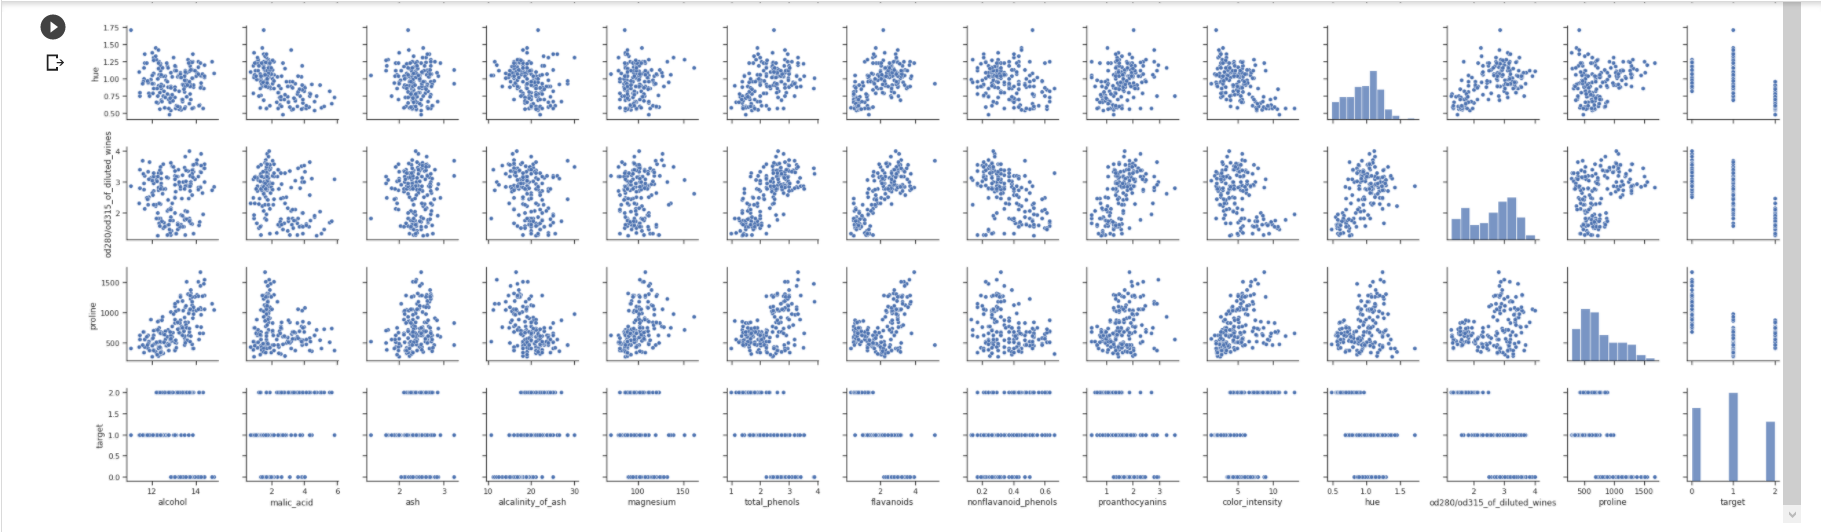 1.75
1.50
1.25
1.00
0.75
0.50
hue
4
3
2
od280/od315_of_diluted_wines
1500
1000
500
proline
2.0
1.5
1.0
0.5
0.0
target
12 14 2 4 6 2 3 10 20 30 100 150 1 2 3 4 2 4 0.2 0.4 0.6 1 2 3 5 10 0.5 1.0 1.5 2 3 4 500 1000 1500 0 1 2
alcohol malic_acid ash alcalinity_of_ash magnesium total_phenols flavanoids nonflavanoid_phenols proanthocyanins color_intensity hue od280/od315_of_diluted_wines proline target